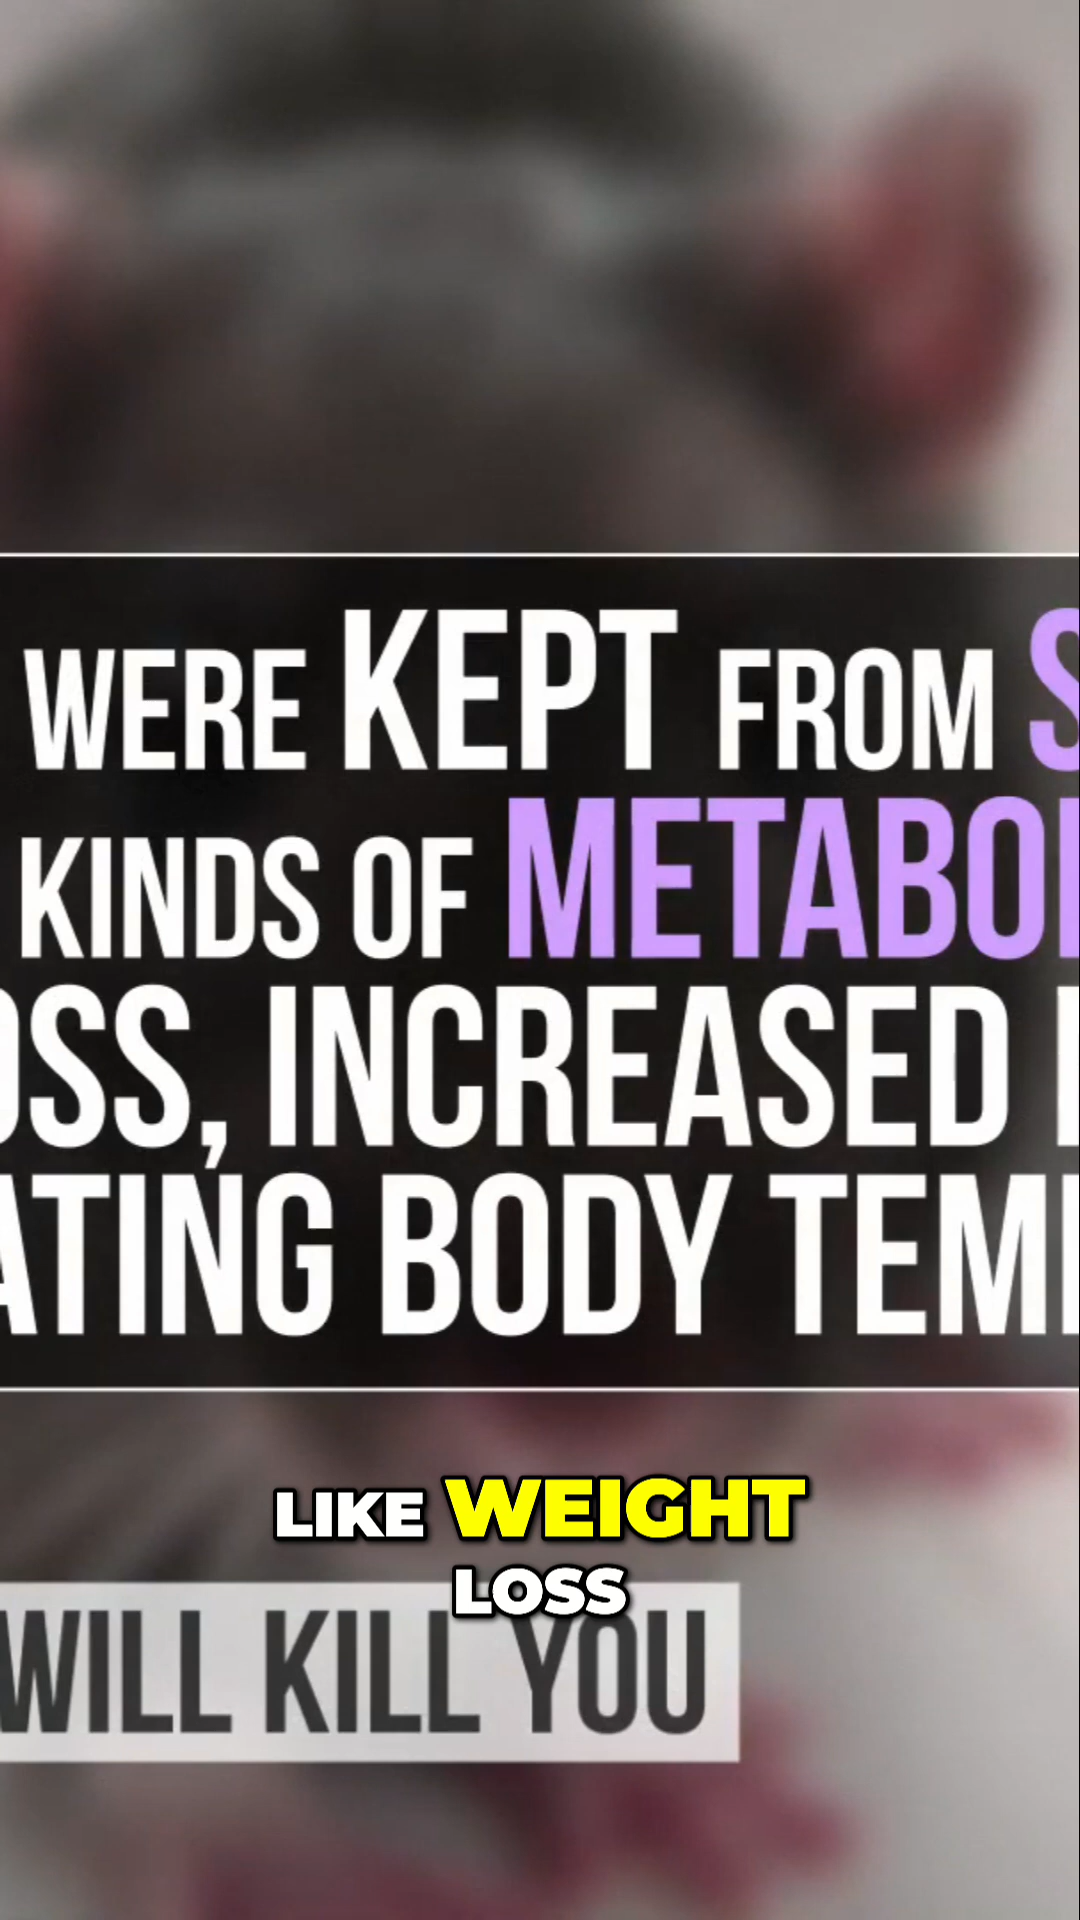 WERE KEPT FROM
KINDS OF
INCREASED
BODY
LIKE WEIGHT
LOSS
WILL KILL YOU